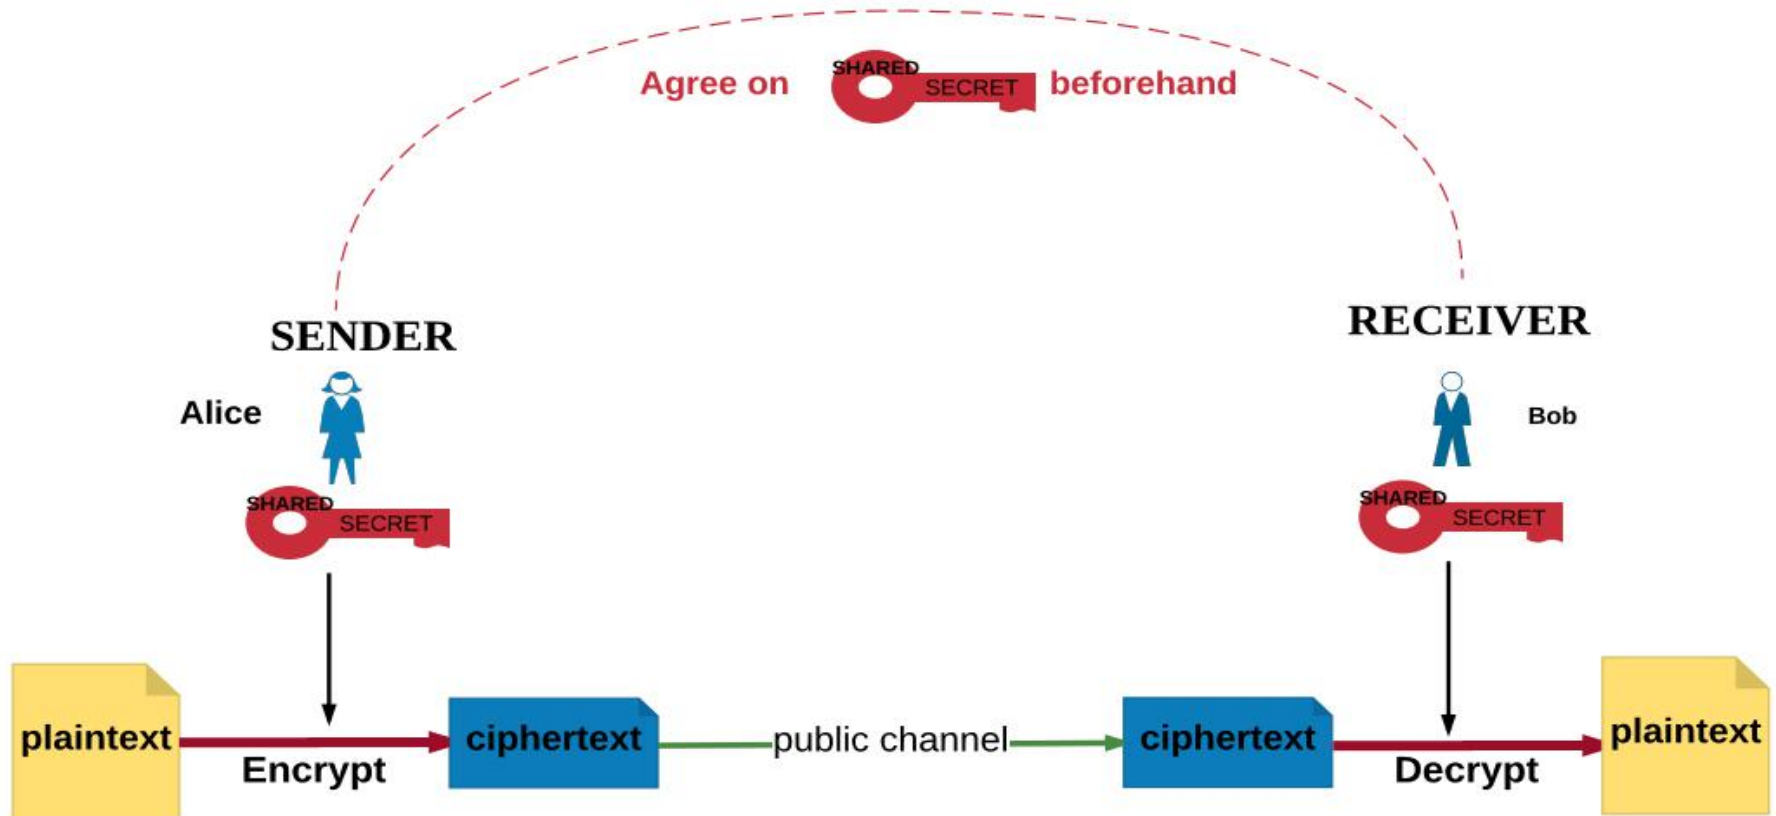 Agree on SHARED SECRET beforehand
SENDER
RECEIVER
Alice
Bob
SHARED SECRET
SHARED SECRET
plaintext
Encrypt
ciphertext
public channel
ciphertext
Decrypt
plaintext